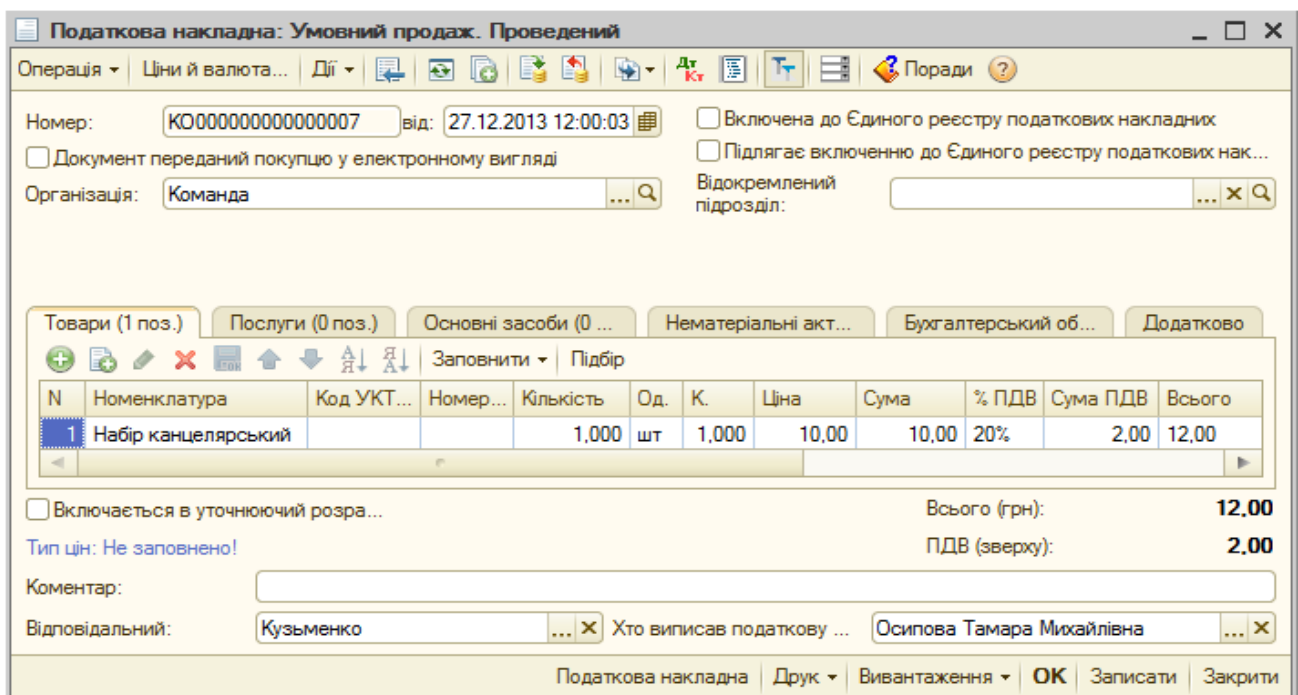 Податкова накладна: Умовний продаж. Проведений
Операція Ціни й валюта... Дії Дт Кт Поради
Номер: КО000000000000007 від: 27.12.2013 12:00:03 Включена до Єдиного реєстру податкових накладних
Документ переданий покупцю у електронному вигляді Підлягає включенню до Єдиного реєстру податкових нак...
Організація: Команда ... Відокремлений підрозділ: ...
Товари (1 поз.) Послуги (0 поз.) Основні засоби (0 ... Нематеріальні акт... Бухгалтерський об... Додатково
Заповнити Підбір
N Номенклатура Код УКТ... Номер... Кількість Од. К. Ціна Сума % ПДВ Сума ПДВ Всього
1 Набір канцелярський 1,000 шт 1,000 10,00 10,00 20% 2,00 12,00
Включається в уточнюючий розра... Всього (грн): 12,00
Тип цін: Не заповнено! ПДВ (зверху): 2,00
Коментар:
Відповідальний: Кузьменко ... Хто виписав податкову ... Осипова Тамара Михайлівна ...
Податкова накладна Друк Вивантаження OK Записати Закрити